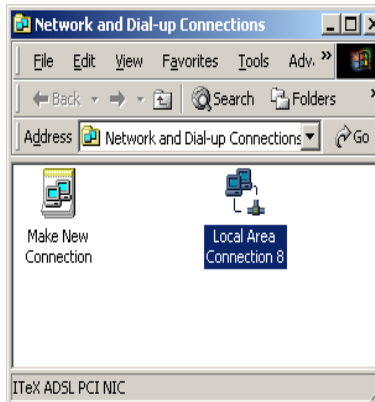 Network and Dial-up Connections
File Edit View Favorites Tools Adv. »
Back Search Folders »
Address Network and Dial-up Connections Go
Make New
Connection
Local Area
Connection 8
ITeX ADSL PCI NIC